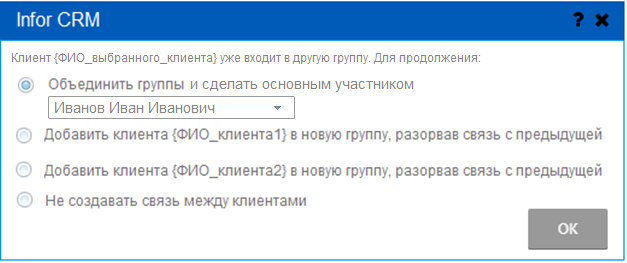 Infor CRM
Клиент {ФИО_выбранного_клиента} уже входит в другую группу. Для продолжения:
Объединить группы и сделать основным участником
Иванов Иван Иванович
Добавить клиента {ФИО_клиента1} в новую группу, разорвав связь с предыдущей
Добавить клиента {ФИО_клиента2} в новую группу, разорвав связь с предыдущей
Не создавать связь между клиентами
ОК